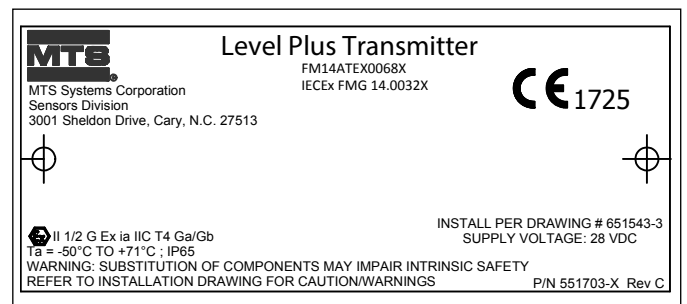 MTS
®
Level Plus Transmitter
FM14ATEX0068X
IECEx FMG 14.0032X
MTS Systems Corporation
Sensors Division
3001 Sheldon Drive, Cary, N.C. 27513
CE 1725
Ex II 1/2 G Ex ia IIC T4 Ga/Gb
Ta = -50°C TO +71°C ; IP65
INSTALL PER DRAWING # 651543-3
SUPPLY VOLTAGE: 28 VDC
WARNING: SUBSTITUTION OF COMPONENTS MAY IMPAIR INTRINSIC SAFETY
REFER TO INSTALLATION DRAWING FOR CAUTION/WARNINGS
P/N 551703-X Rev C